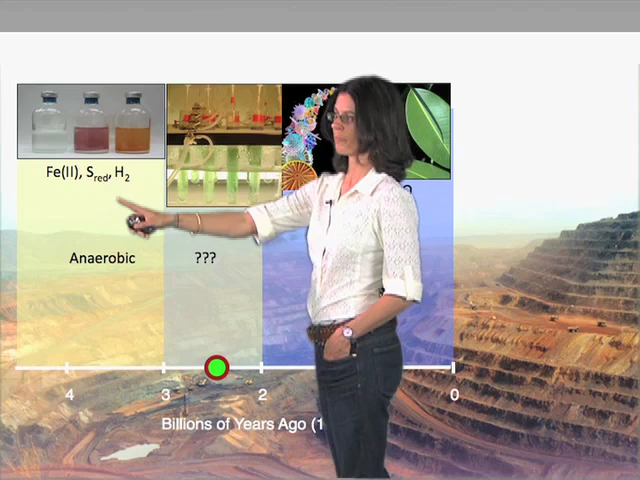 Fe(II), Sred, H2
Anaerobic ???
4 3 2 0
Billions of Years Ago (1